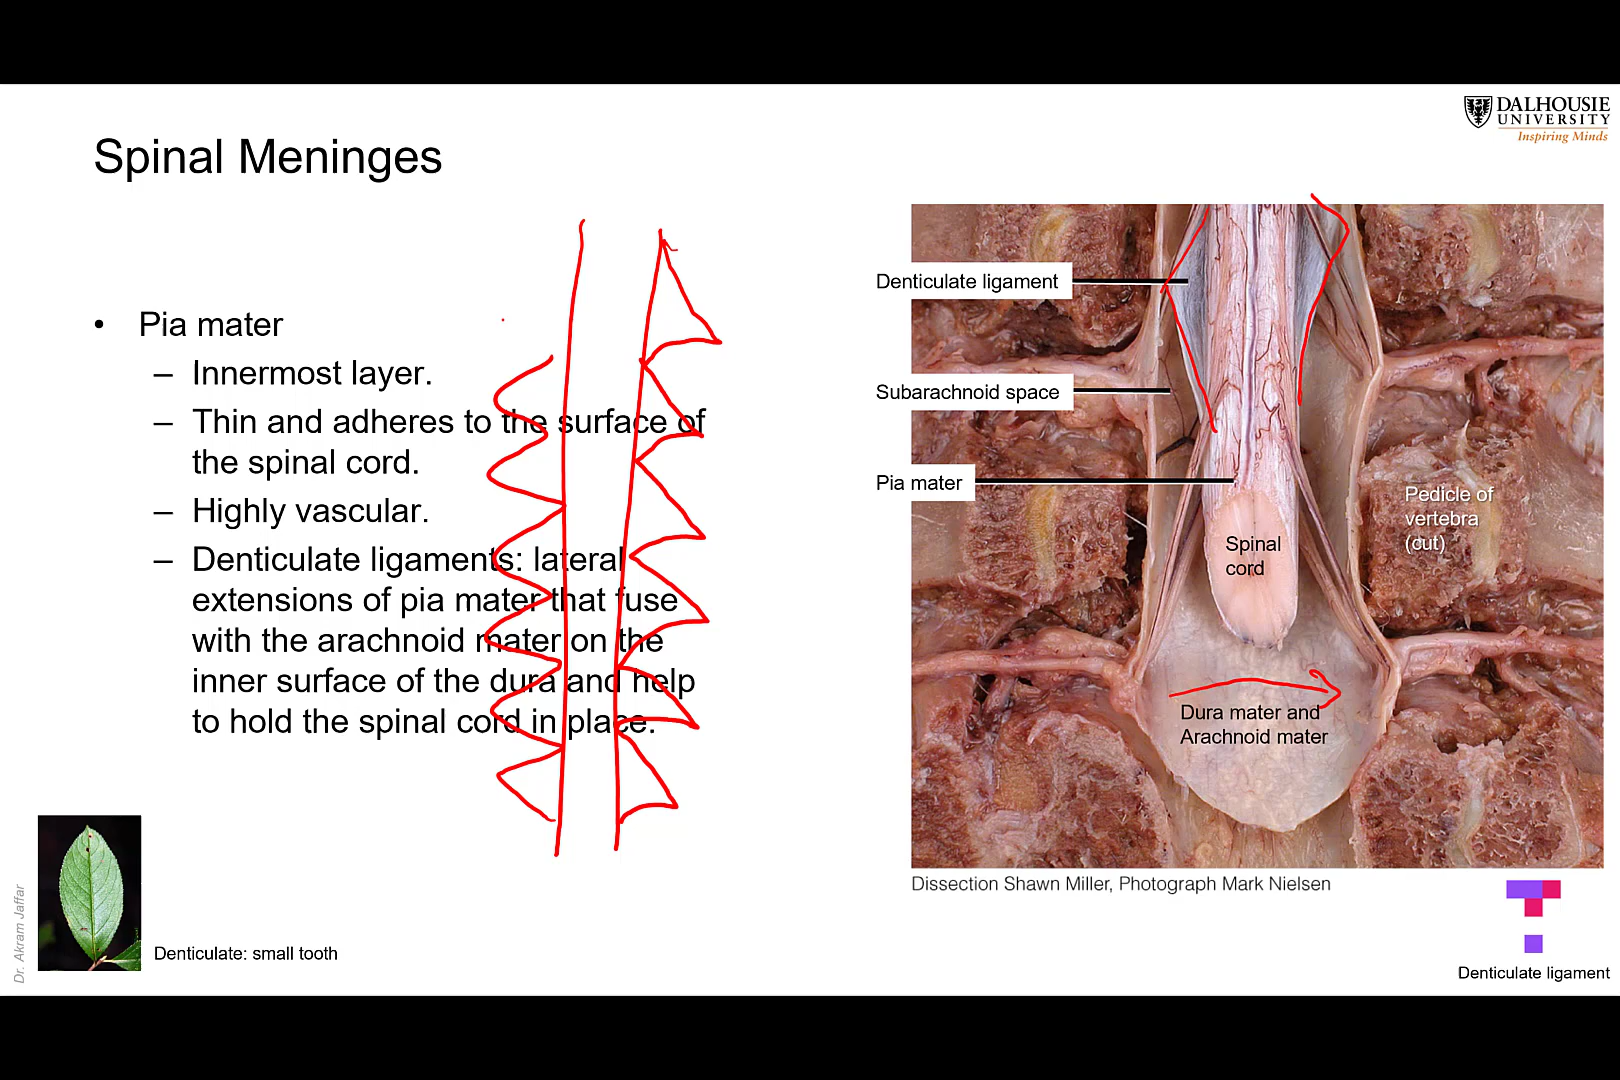 DALHOUSIE
UNIVERSITY
Inspiring Minds
Spinal Meninges
• Pia mater
– Innermost layer.
– Thin and adheres to the surface of
the spinal cord.
– Highly vascular.
– Denticulate ligaments: lateral
extensions of pia mater that fuse
with the arachnoid mater on the
inner surface of the dura and help
to hold the spinal cord in place.
Denticulate ligament
Subarachnoid space
Pia mater
Spinal
cord
Pedicle of
vertebra
(cut)
Dura mater and
Arachnoid mater
Dissection Shawn Miller, Photograph Mark Nielsen
Dr. Akram Jaffar
Denticulate: small tooth
Denticulate ligament